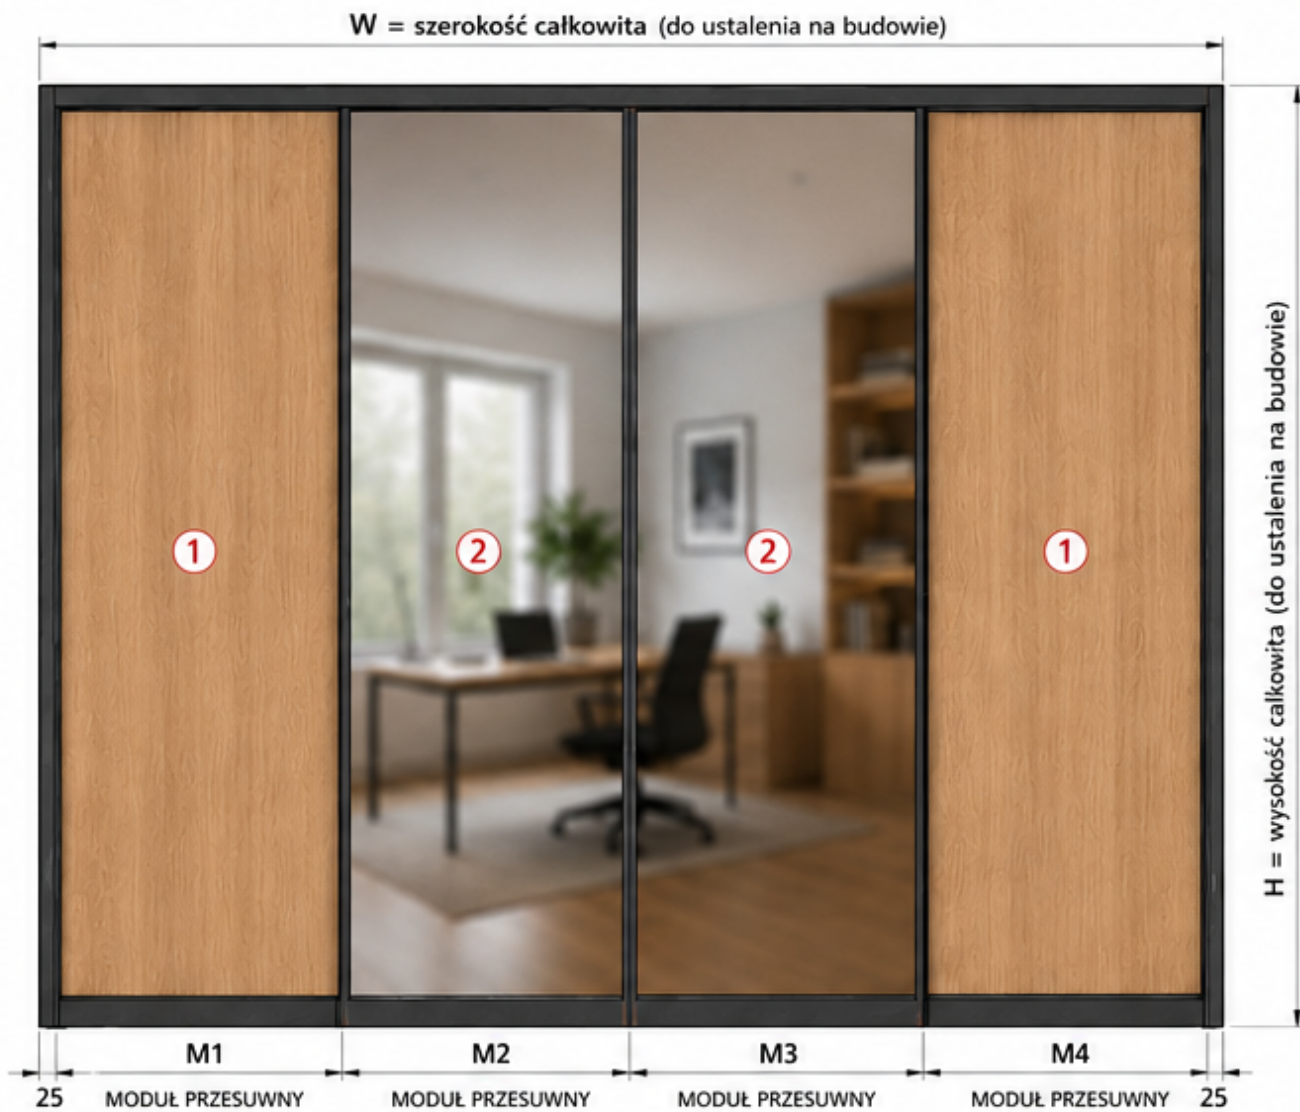 W = szerokość całkowita (do ustalenia na budowie)
H = wysokość całkowita (do ustalenia na budowie)
1 2 2 1
M1 M2 M3 M4
25 MODUŁ PRZESUWNY MODUŁ PRZESUWNY MODUŁ PRZESUWNY MODUŁ PRZESUWNY 25